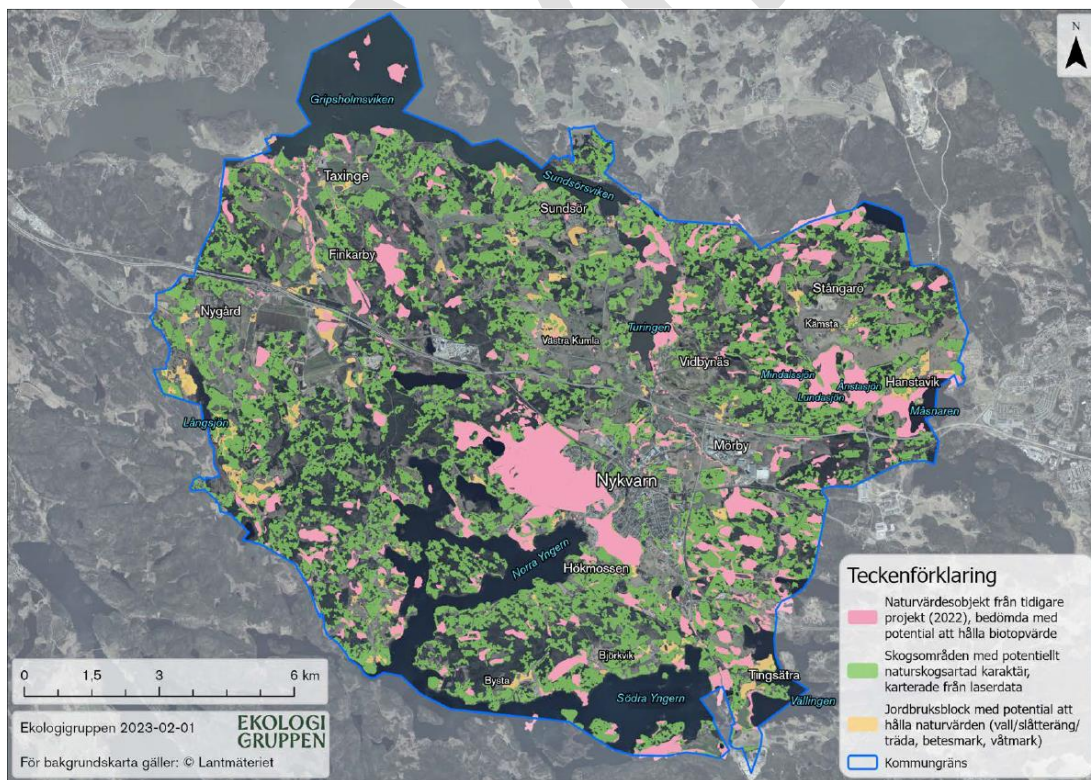 N
Gripsholmsviken
Taxinge
Sundsörsviken
Sundsör
Finkarby
Stångarö
Nygård
Kämsta
Turingen
Västra Kumla
Vidbynäs
Mindalssjön
Ånstasjön
Hanstavik
Lundasjön
Måsnaren
Långsjön
Mörby
Nykvarn
Norra Yngern
Hökmossen
Björkvik
Bysta
Tingsätra
Södra Yngern
Vällingen
Teckenförklaring
Naturvärdesobjekt från tidigare
projekt (2022), bedömda med
potential att hålla biotopvärde
Skogsområden med potentiellt
naturskogsartad karaktär,
karterade från laserdata
Jordbruksblock med potential att
hålla naturvärden (vall/slåtteräng/
träda, betesmark, våtmark)
Kommungräns
0 1,5 3 6 km
Ekologigruppen 2023-02-01
EKOLOGI
GRUPPEN
För bakgrundskarta gäller: © Lantmäteriet